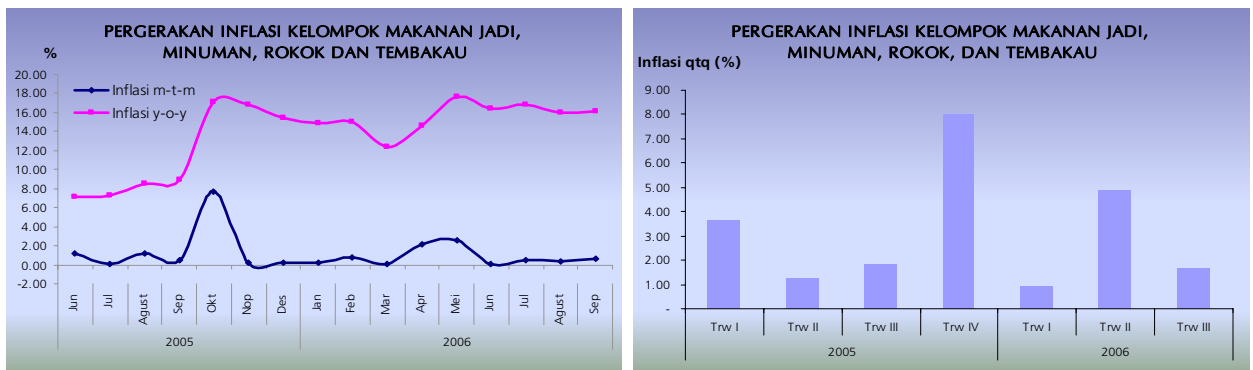 PERGERAKAN INFLASI KELOMPOK MAKANAN JADI,
MINUMAN, ROKOK DAN TEMBAKAU
%
20.00
18.00
16.00
14.00
12.00
10.00
8.00
6.00
4.00
2.00
0.00
-2.00
Inflasi m-t-m
Inflasi y-o-y
Jun Jul Agust Sep Okt Nop Des Jan Feb Mar Apr Mei Jun Jul Agust Sep
2005 2006
PERGERAKAN INFLASI KELOMPOK MAKANAN JADI,
MINUMAN, ROKOK, DAN TEMBAKAU
Inflasi qtq (%)
9.00
8.00
7.00
6.00
5.00
4.00
3.00
2.00
1.00
-
Trw I Trw II Trw III Trw IV Trw I Trw II Trw III
2005 2006